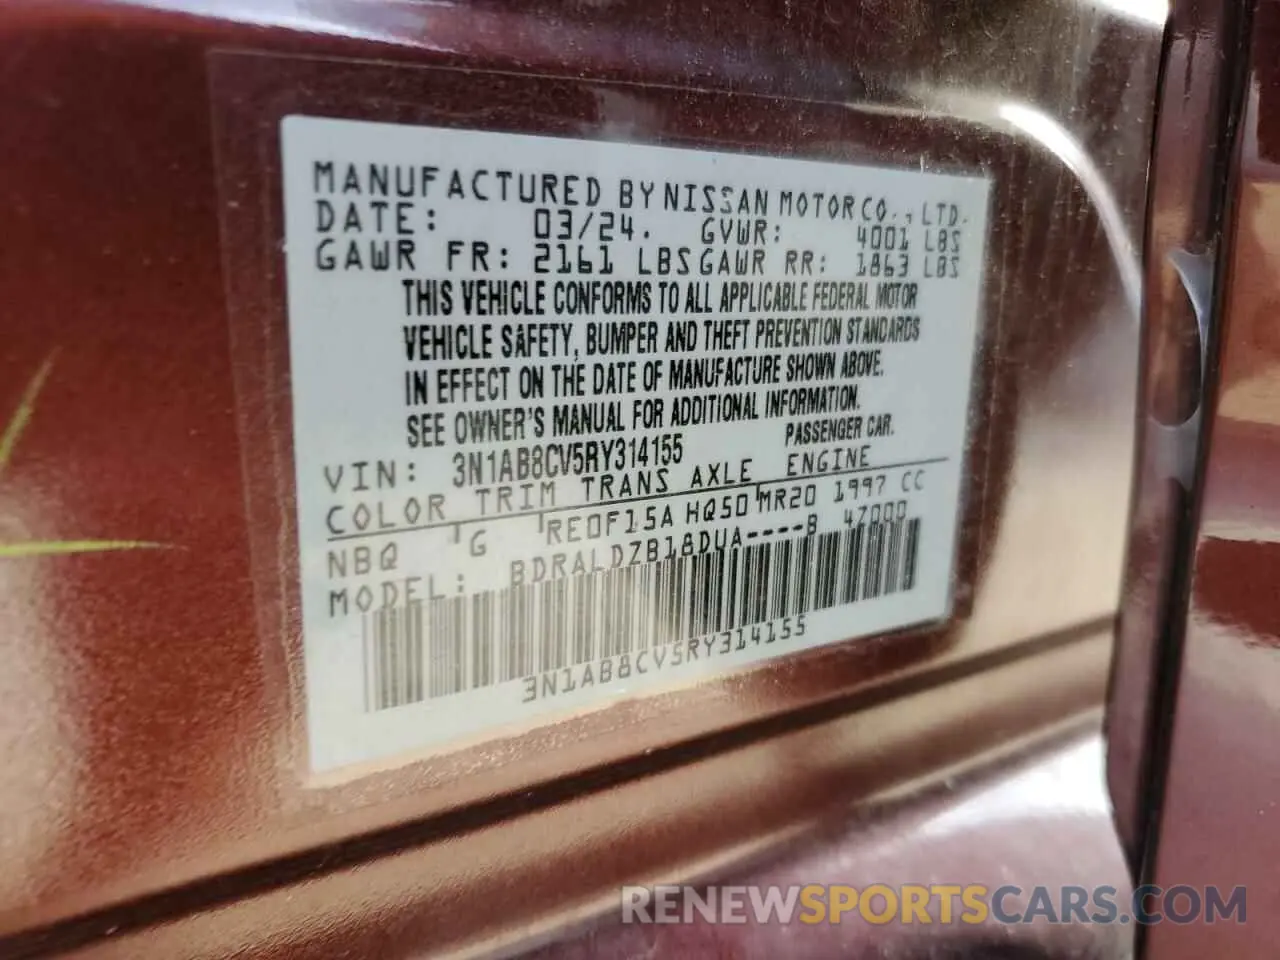 MANUFACTURED BY NISSAN MOTOR CO., LTD.
DATE: 03/24. GVWR: 4001 LBS
GAWR FR: 2161 LBS GAWR RR: 1863 LBS
THIS VEHICLE CONFORMS TO ALL APPLICABLE FEDERAL MOTOR
VEHICLE SAFETY, BUMPER AND THEFT PREVENTION STANDARDS
IN EFFECT ON THE DATE OF MANUFACTURE SHOWN ABOVE.
SEE OWNER'S MANUAL FOR ADDITIONAL INFORMATION.
VIN: 3N1AB8CV5RY314155 PASSENGER CAR.
COLOR TRIM TRANS AXLE ENGINE
NBQ G RE0F15A HQ50 MR20 1997 CC
MODEL: BDRALDZB18DUA----B 47000
3N1AB8CV5RY314155
RENEWSPORTSCARS.COM